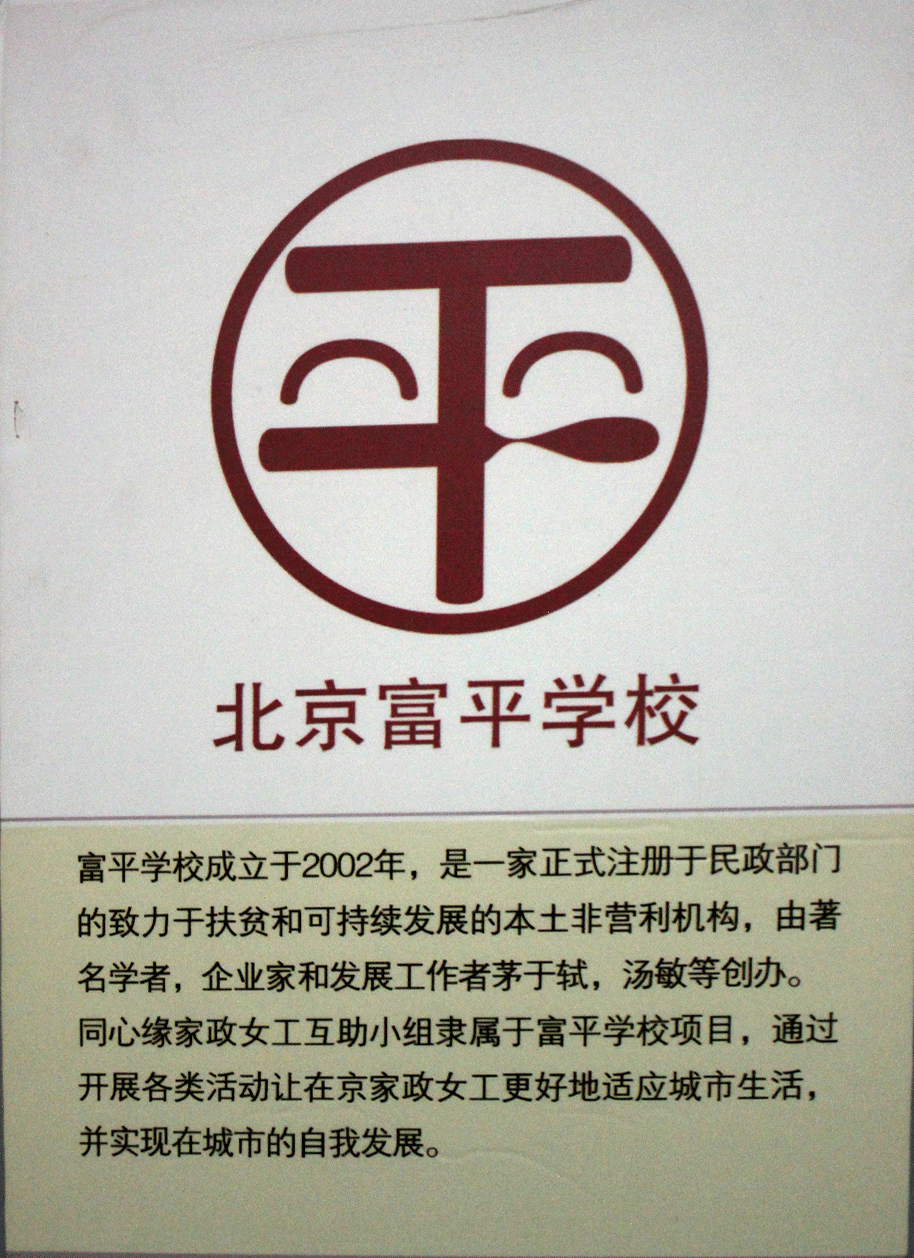 平
北京富平学校
富平学校成立于2002年，是一家正式注册于民政部门
的致力于扶贫和可持续发展的本土非营利机构，由著
名学者，企业家和发展工作者茅于轼，汤敏等创办。
同心缘家政女工互助小组隶属于富平学校项目，通过
开展各类活动让在京家政女工更好地适应城市生活，
并实现在城市的自我发展。